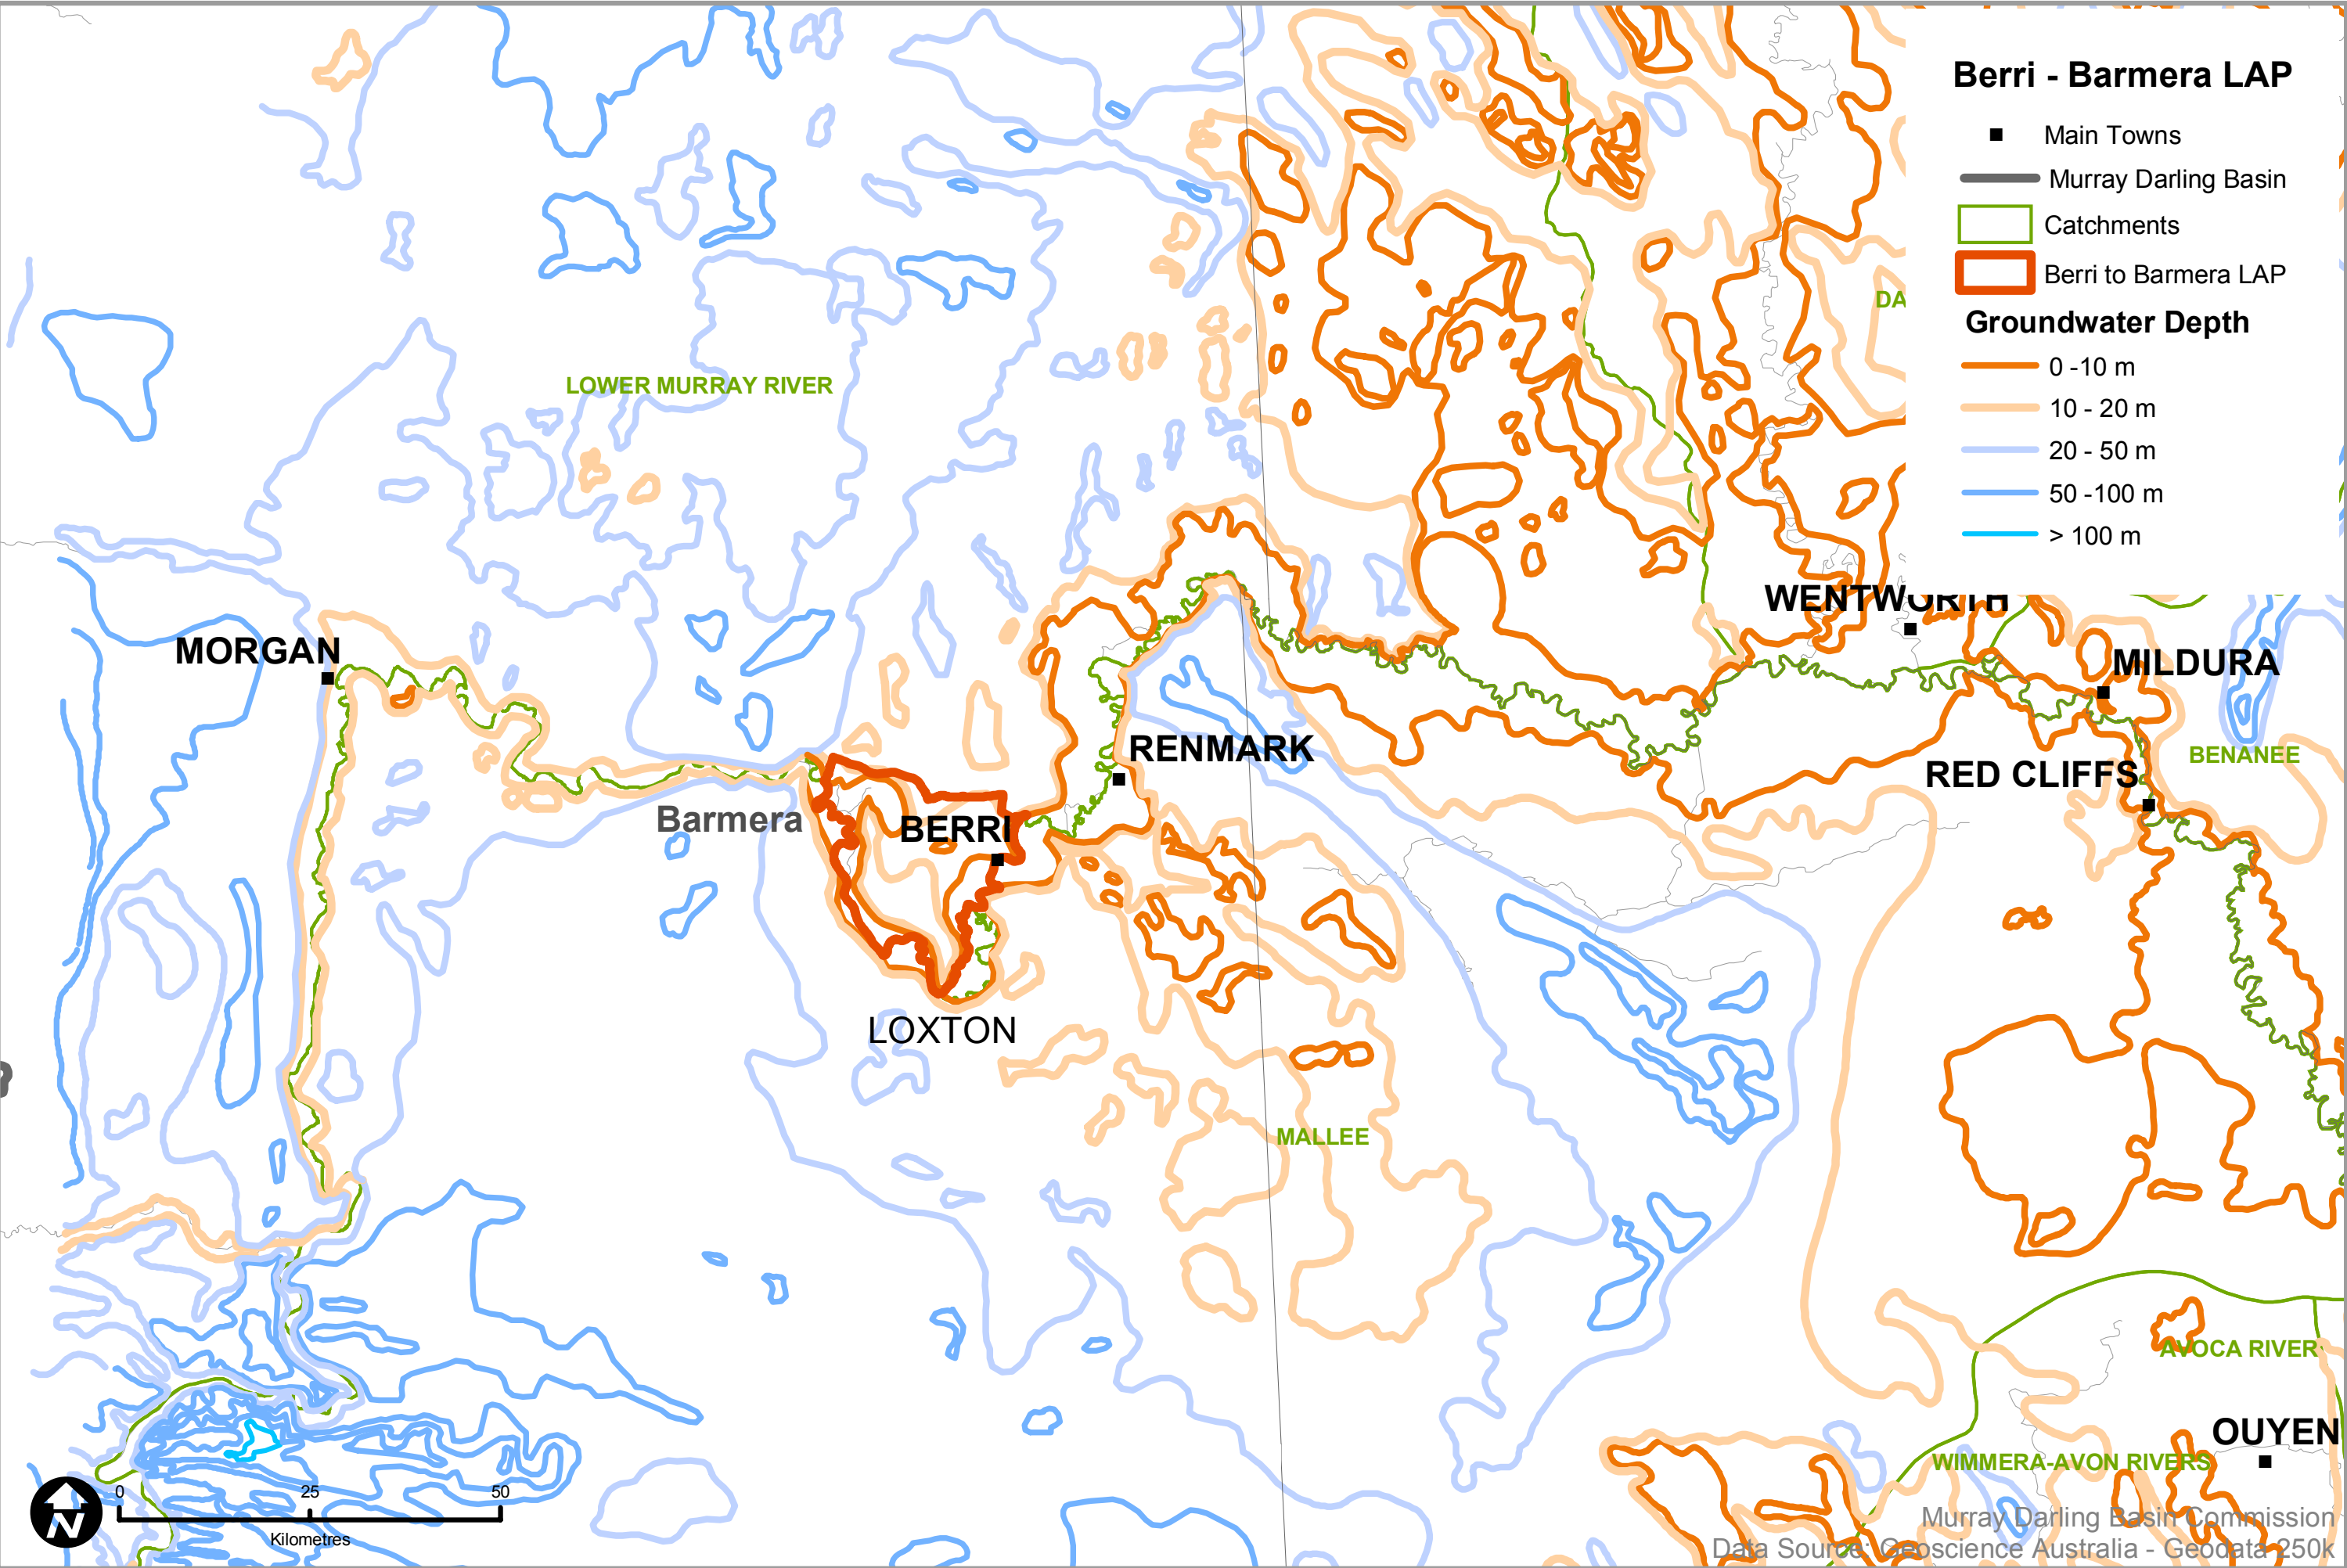 Berri - Barmera LAP
Main Towns
Murray Darling Basin
Catchments
Berri to Barmera LAP
Groundwater Depth
0 -10 m
10 - 20 m
20 - 50 m
50 -100 m
> 100 m
DA
LOWER MURRAY RIVER
WENTWORTH
MORGAN
MILDURA
RENMARK
BENANEE
RED CLIFFS
Barmera
BERRI
LOXTON
MALLEE
AVOCA RIVER
OUYEN
WIMMERA-AVON RIVERS
0 25 50
Kilometres
N
Murray Darling Basin Commission
Data Source: Geoscience Australia - Geodata 250k